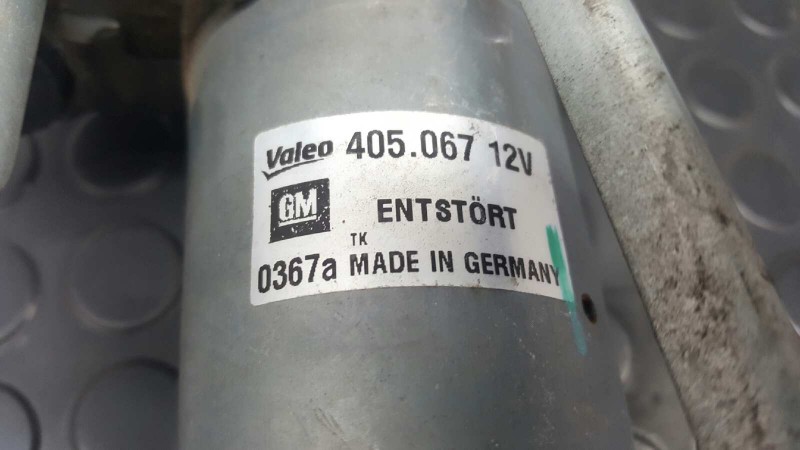 Valeo 405.067 12V
GM ENTSTÖRT
TK
0367a MADE IN GERMANY